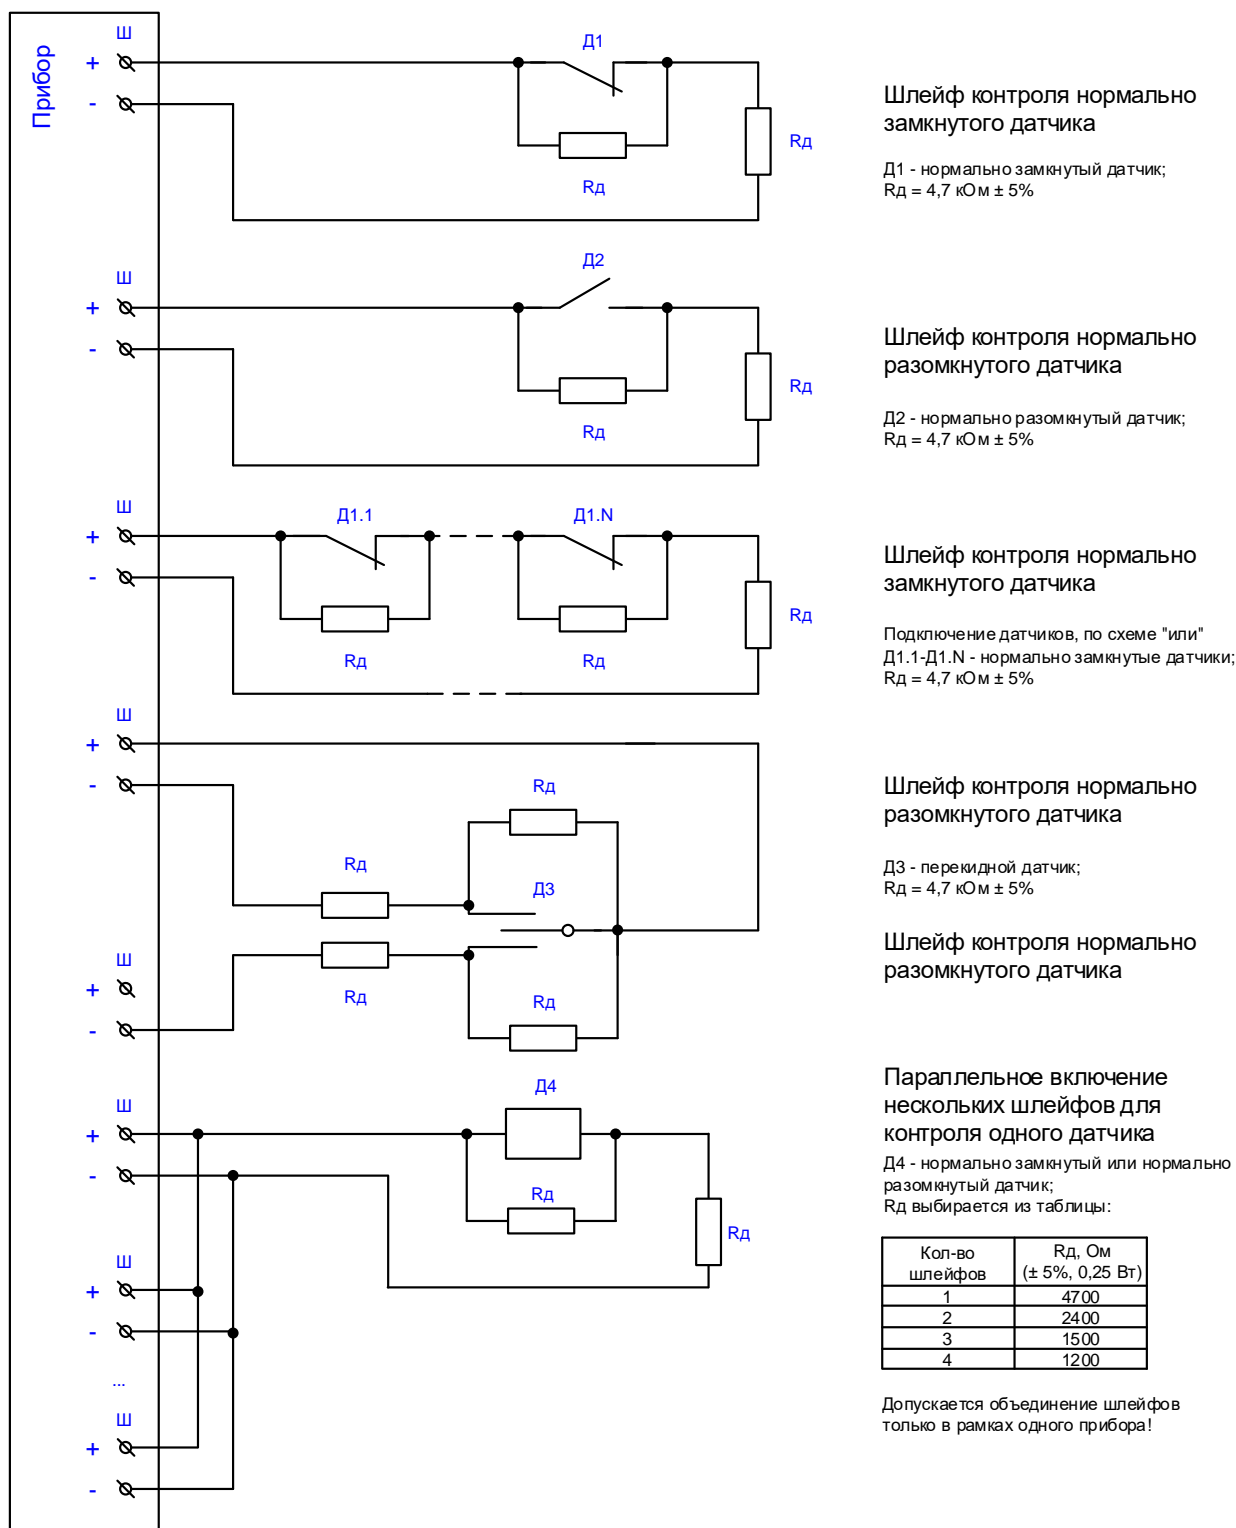 Прибор
Ш
+
-
Д1
Rд
Rд
Шлейф контроля нормально
замкнутого датчика
Д1 - нормально замкнутый датчик;
Rд = 4,7 кОм ± 5%
Ш
+
-
Д2
Rд
Rд
Шлейф контроля нормально
разомкнутого датчика
Д2 - нормально разомкнутый датчик;
Rд = 4,7 кОм ± 5%
Ш
+
-
Д1.1
Д1.N
Rд
Rд
Rд
Шлейф контроля нормально
замкнутого датчика
Подключение датчиков, по схеме "или"
Д1.1-Д1.N - нормально замкнутые датчики;
Rд = 4,7 кОм ± 5%
Ш
+
-
Rд
Rд
Д3
Шлейф контроля нормально
разомкнутого датчика
Д3 - перекидной датчик;
Rд = 4,7 кОм ± 5%
Шлейф контроля нормально
разомкнутого датчика
Ш
+
-
Rд
Rд
Ш
+
-
Д4
Rд
Rд
Параллельное включение
нескольких шлейфов для
контроля одного датчика
Д4 - нормально замкнутый или нормально
разомкнутый датчик;
Rд выбирается из таблицы:
Ш
+
-
...
Ш
+
-
Кол-во шлейфов Rд, Ом (± 5%, 0,25 Вт)
1 4700
2 2400
3 1500
4 1200
Допускается объединение шлейфов
только в рамках одного прибора!